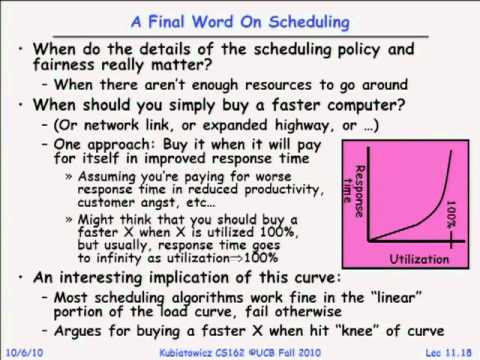 A Final Word On Scheduling
• When do the details of the scheduling policy and
fairness really matter?
– When there aren't enough resources to go around
• When should you simply buy a faster computer?
– (Or network link, or expanded highway, or …)
– One approach: Buy it when it will pay
for itself in improved response time
» Assuming you're paying for worse
response time in reduced productivity,
customer angst, etc…
» Might think that you should buy a
faster X when X is utilized 100%,
but usually, response time goes
to infinity as utilization⇒100%
Response
time
100%
Utilization
• An interesting implication of this curve:
– Most scheduling algorithms work fine in the "linear"
portion of the load curve, fail otherwise
– Argues for buying a faster X when hit "knee" of curve
10/6/10
Kubiatowicz CS162 ©UCB Fall 2010
Lec 11.18